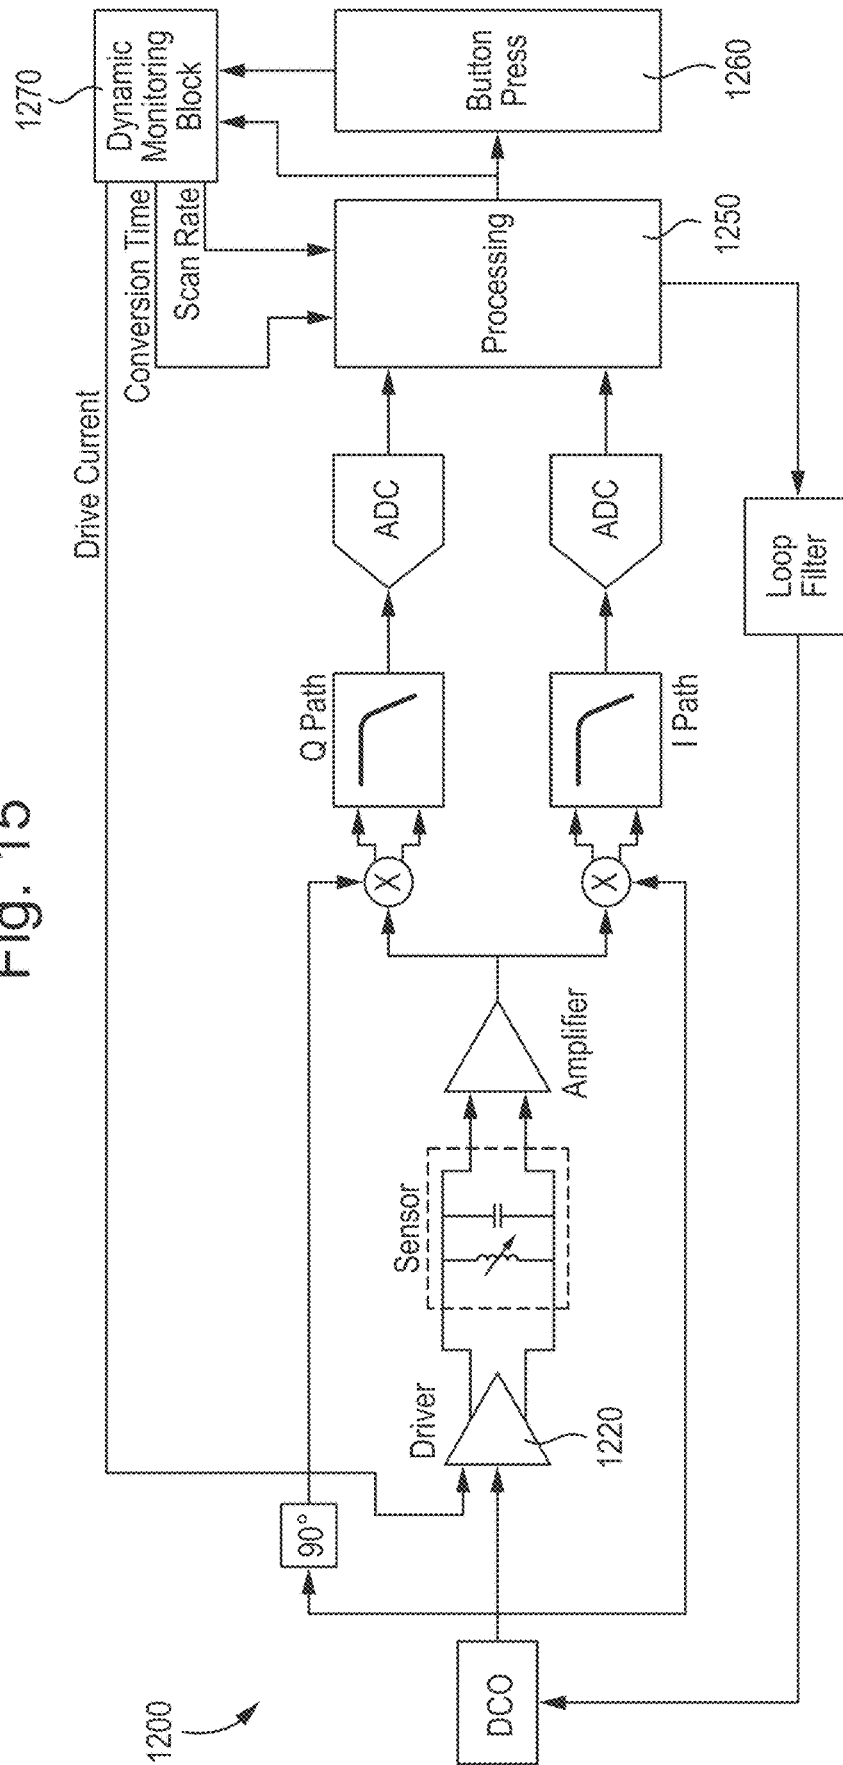 Fig. 15
1200
DCO
90°
Driver
1220
Sensor
Amplifier
X
X
Q Path
I Path
ADC
ADC
Drive Current
Conversion Time
Scan Rate
Processing
1250
Loop
Filter
Dynamic
Monitoring
Block
1270
Button
Press
1260